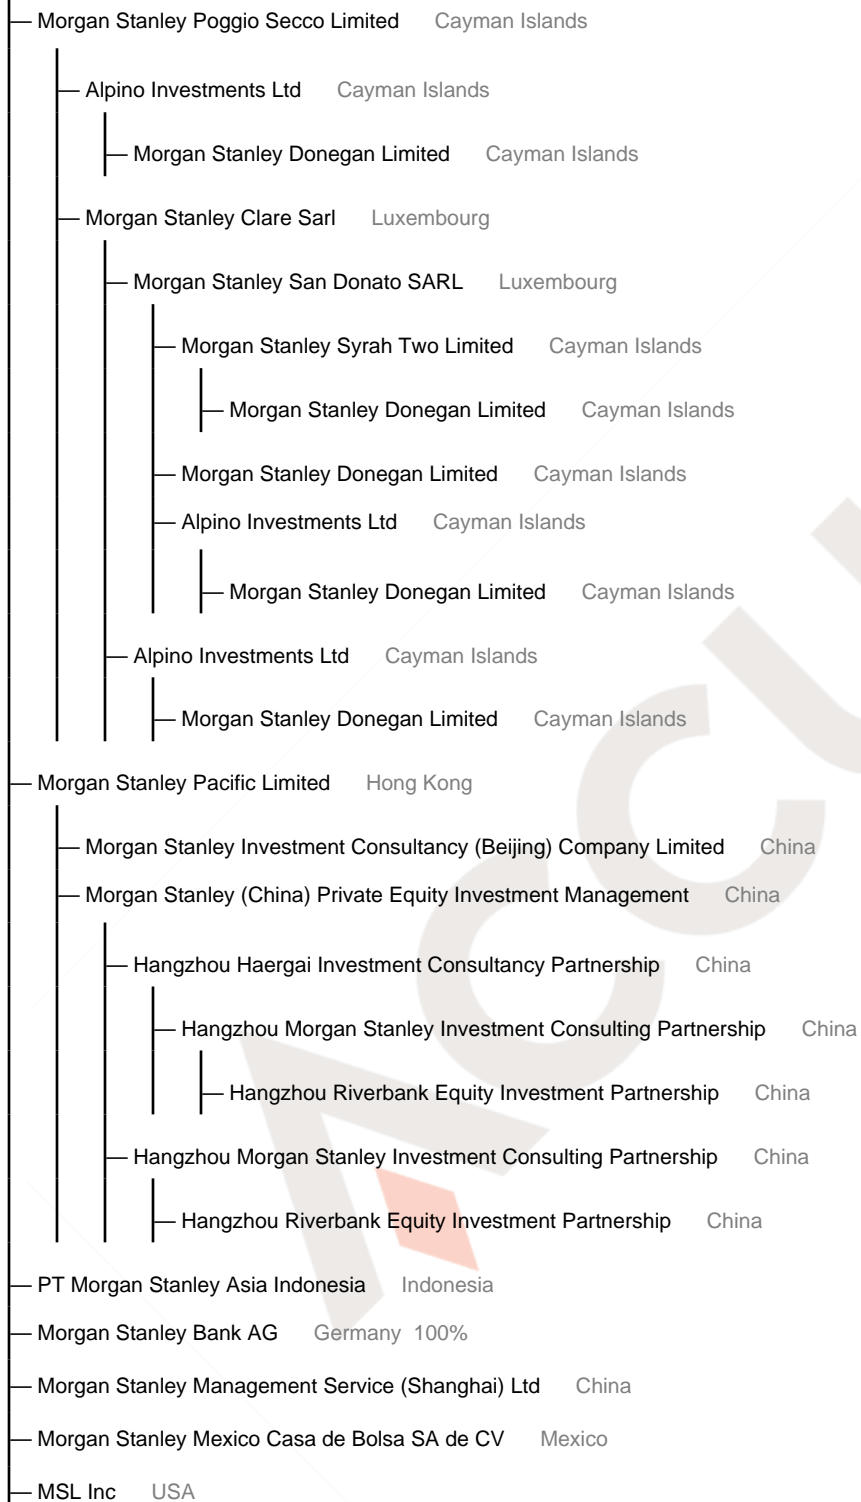 Morgan Stanley Poggio Secco Limited Cayman Islands
Alpino Investments Ltd Cayman Islands
Morgan Stanley Donegan Limited Cayman Islands
Morgan Stanley Clare Sarl Luxembourg
Morgan Stanley San Donato SARL Luxembourg
Morgan Stanley Syrah Two Limited Cayman Islands
Morgan Stanley Donegan Limited Cayman Islands
Morgan Stanley Donegan Limited Cayman Islands
Alpino Investments Ltd Cayman Islands
Morgan Stanley Donegan Limited Cayman Islands
Alpino Investments Ltd Cayman Islands
Morgan Stanley Donegan Limited Cayman Islands
Morgan Stanley Pacific Limited Hong Kong
Morgan Stanley Investment Consultancy (Beijing) Company Limited China
Morgan Stanley (China) Private Equity Investment Management China
Hangzhou Haergai Investment Consultancy Partnership China
Hangzhou Morgan Stanley Investment Consulting Partnership China
Hangzhou Riverbank Equity Investment Partnership China
Hangzhou Morgan Stanley Investment Consulting Partnership China
Hangzhou Riverbank Equity Investment Partnership China
PT Morgan Stanley Asia Indonesia Indonesia
Morgan Stanley Bank AG Germany 100%
Morgan Stanley Management Service (Shanghai) Ltd China
Morgan Stanley Mexico Casa de Bolsa SA de CV Mexico
MSL Inc USA